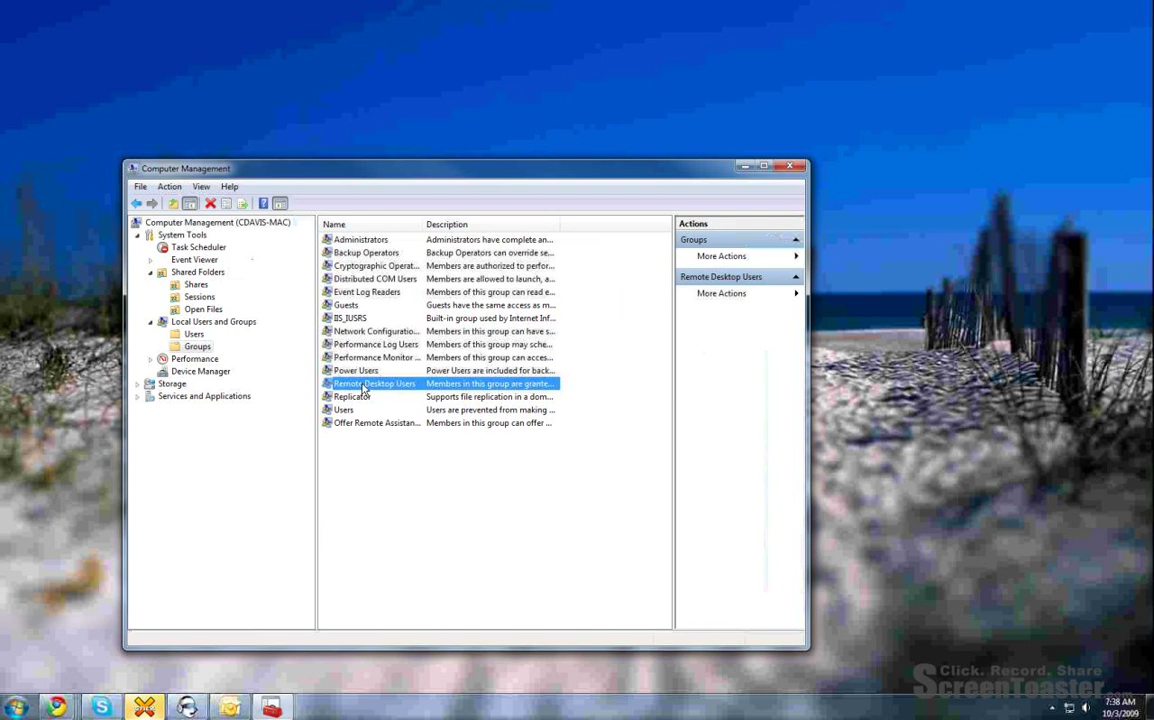 Computer Management
File Action View Help
Computer Management (CDAVIS-MAC)
System Tools
Task Scheduler
Event Viewer
Shared Folders
Shares
Sessions
Open Files
Local Users and Groups
Users
Groups
Performance
Device Manager
Storage
Services and Applications
Name Description
Administrators Administrators have complete an...
Backup Operators Backup Operators can override se...
Cryptographic Operat... Members are authorized to perfor...
Distributed COM Users Members are allowed to launch, a...
Event Log Readers Members of this group can read e...
Guests Guests have the same access as m...
IIS_IUSRS Built-in group used by Internet Inf...
Network Configuratio... Members in this group can have s...
Performance Log Users Members of this group may sche...
Performance Monitor ... Members of this group can acces...
Power Users Power Users are included for back...
Remote Desktop Users Members in this group are grante...
Replicator Supports file replication in a dom...
Users Users are prevented from making ...
Offer Remote Assistan... Members in this group can offer ...
Actions
Groups
More Actions
Remote Desktop Users
More Actions
Click. Record. Share
ScreenToaster.com
7:38 AM
10/3/2009